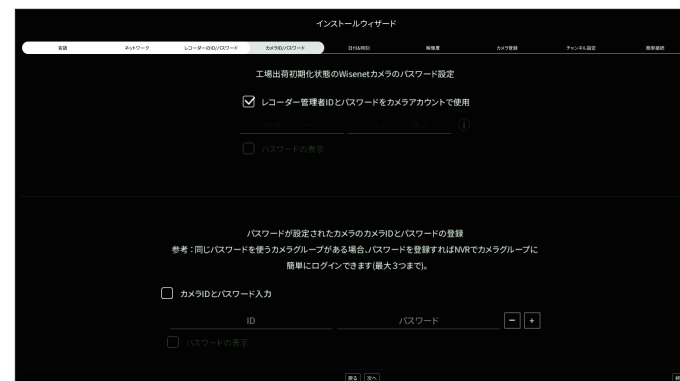 インストールウィザード
言語 ネットワーク レコーダーのID/パスワード カメラID/パスワード 日付&時刻 解像度 カメラ登録 チャンネル設定 簡単接続
工場出荷初期化状態のWisenetカメラのパスワード設定
レコーダー管理者IDとパスワードをカメラアカウントで使用
パスワードの表示
パスワードが設定されたカメラのカメラIDとパスワードの登録
参考：同じパスワードを使うカメラグループがある場合、パスワードを登録すればNVRでカメラグループに
簡単にログインできます(最大3つまで)。
カメラIDとパスワード入力
ID パスワード
パスワードの表示
戻る 次へ